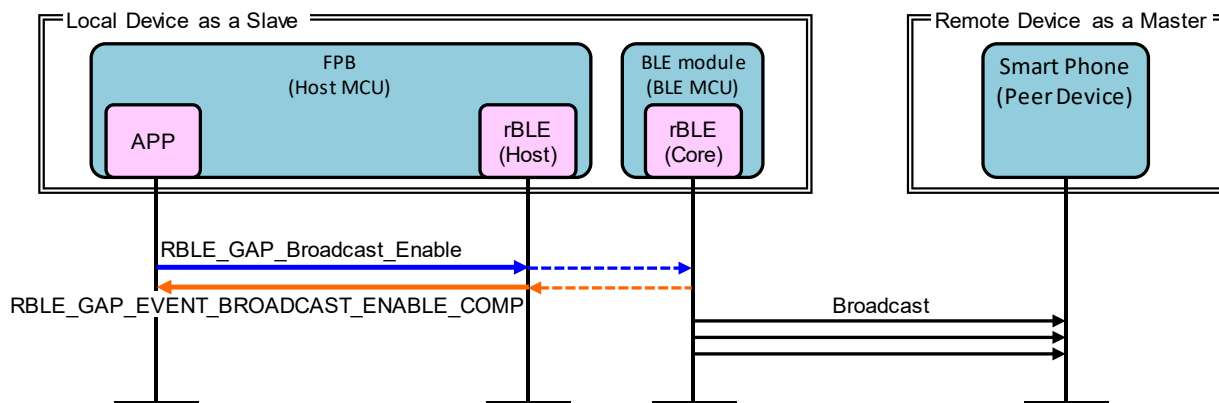 Local Device as a Slave
Remote Device as a Master
FPB
(Host MCU)
BLE module
(BLE MCU)
Smart Phone
(Peer Device)
APP
rBLE
(Host)
rBLE
(Core)
RBLE_GAP_Broadcast_Enable
RBLE_GAP_EVENT_BROADCAST_ENABLE_COMP
Broadcast